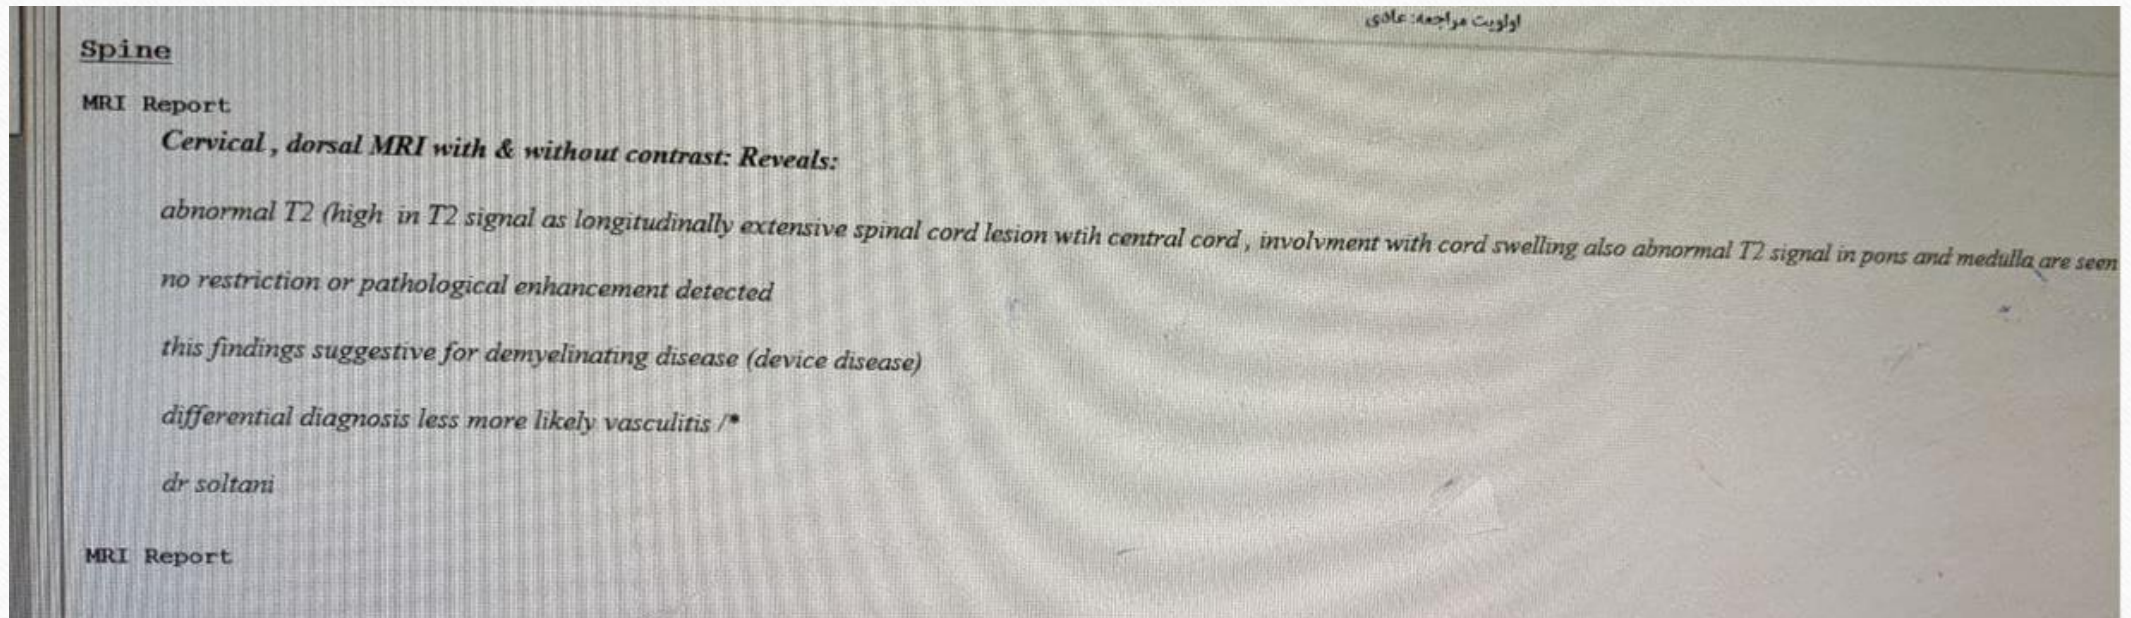 اولویت مراجعه: عادی
Spine
MRI Report
Cervical , dorsal MRI with & without contrast: Reveals:
abnormal T2 (high in T2 signal as longitudinally extensive spinal cord lesion wtih central cord , involvment with cord swelling also abnormal T2 signal in pons and medulla are seen
no restriction or pathological enhancement detected
this findings suggestive for demyelinating disease (device disease)
differential diagnosis less more likely vasculitis /*
dr soltani
MRI Report